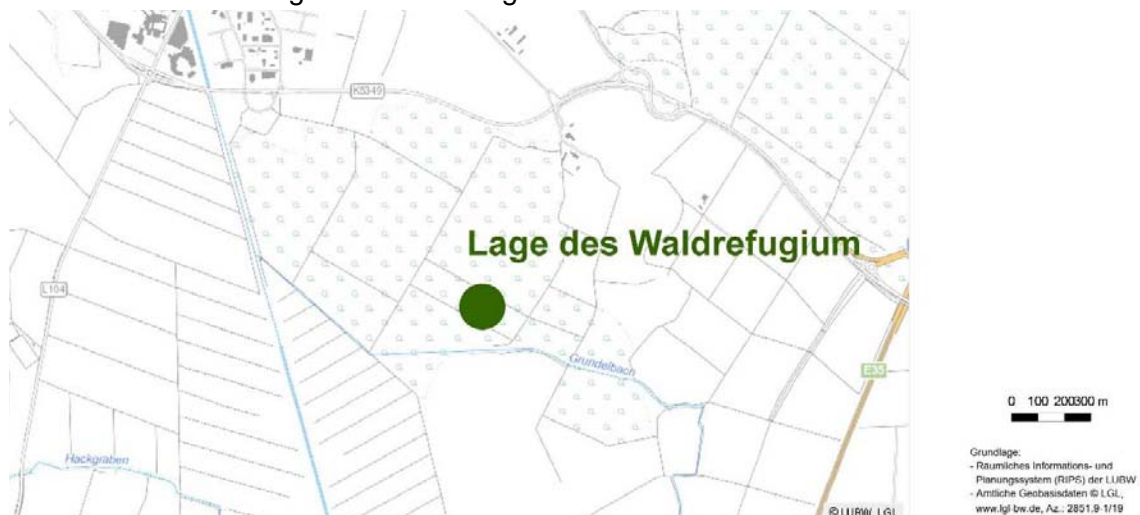 K5349
Lage des Waldrefugium
L104
Grundelbach
E35
Hackgraben
0 100 200300 m
Grundlage:
- Räumliches Informations- und
Planungssystem (RIPS) der LUBW
- Amtliche Geobasisdaten © LGL,
www.lgl-bw.de, Az.: 2851.9-1/19
© LUBW, LGL